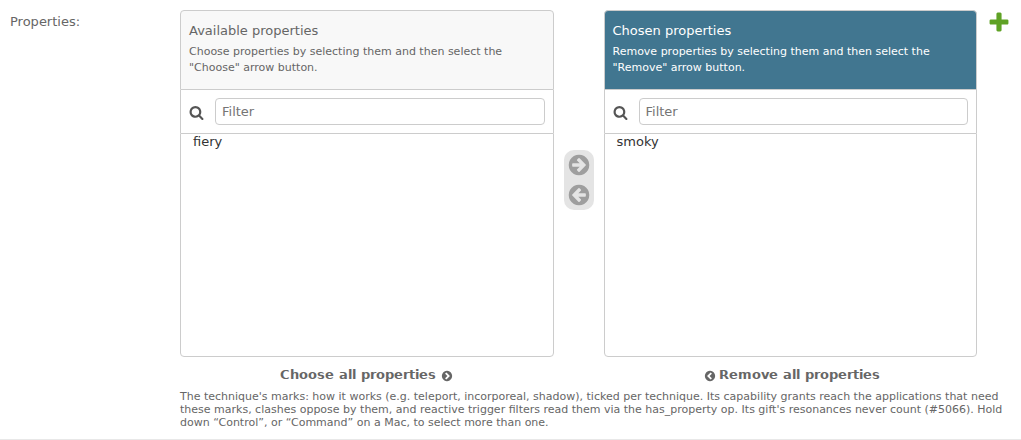 Properties:
Available properties
Choose properties by selecting them and then select the
"Choose" arrow button.
Filter
fiery
Choose all properties
Chosen properties
Remove properties by selecting them and then select the
"Remove" arrow button.
Filter
smoky
Remove all properties
The technique's marks: how it works (e.g. teleport, incorporeal, shadow), ticked per technique. Its capability grants reach the applications that need
these marks, clashes oppose by them, and reactive trigger filters read them via the has_property op. Its gift's resonances never count (#5066). Hold
down “Control”, or “Command” on a Mac, to select more than one.